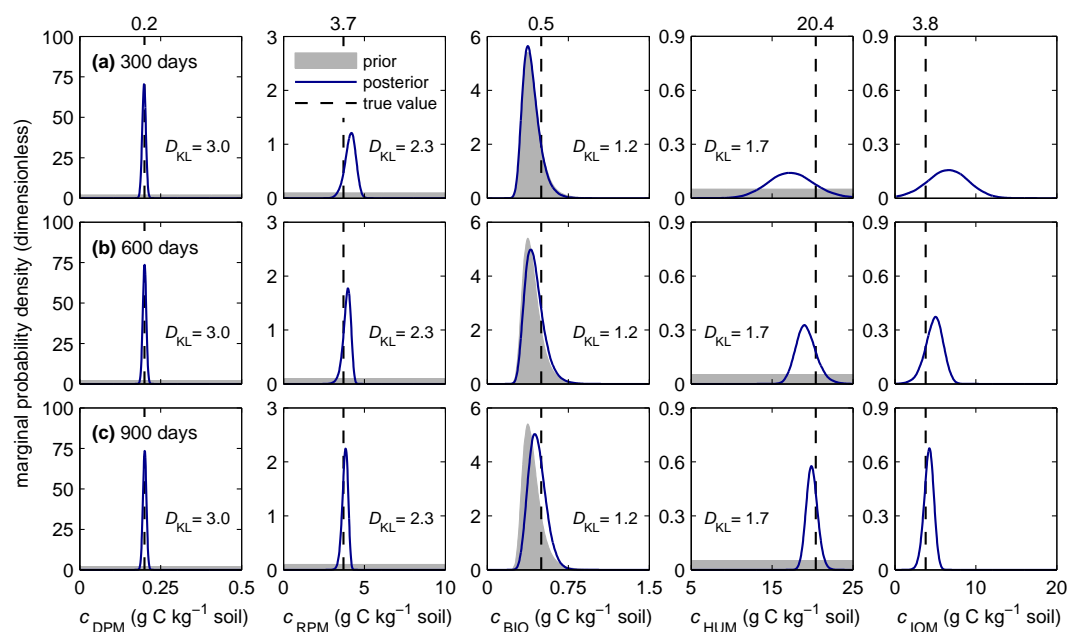 0.2 3.7 0.5 20.4 3.8
marginal probability density (dimensionless)
100 3 6 0.9 0.9
(a) 300 days
prior
posterior
true value
75 2 4 0.6 0.6
50
D_KL = 3.0 D_KL = 2.3 D_KL = 1.2 D_KL = 1.7
25 1 2 0.3 0.3
0 0 0 0 0
100 3 6 0.9 0.9
(b) 600 days
75 2 4 0.6 0.6
50
D_KL = 3.0 D_KL = 2.3 D_KL = 1.2 D_KL = 1.7
25 1 2 0.3 0.3
0 0 0 0 0
100 3 6 0.9 0.9
(c) 900 days
75 2 4 0.6 0.6
50
D_KL = 3.0 D_KL = 2.3 D_KL = 1.2 D_KL = 1.7
25 1 2 0.3 0.3
0 0 0 0 0
0 0.5 0 5 10 0 0.75 1.5 5 15 25 0 10 20
c_DPM (g C kg⁻¹ soil) c_RPM (g C kg⁻¹ soil) c_BIO (g C kg⁻¹ soil) c_HUM (g C kg⁻¹ soil) c_IOM (g C kg⁻¹ soil)